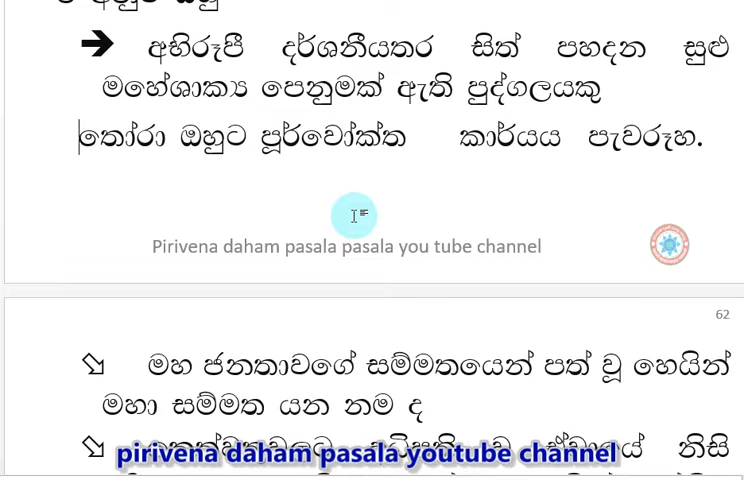 ➔ අභිරූපී දර්ශනීයතර සිත් පහදන සුළු
මහේශාක්‍ය පෙනුමක් ඇති පුද්ගලයකු
තෝරා ඔහුට පූර්වෝක්ත කාර්යය පැවරූහ.
Pirivena daham pasala pasala you tube channel
62
මහ ජනතාවගේ සම්මතයෙන් පත් වූ හෙයින්
මහා සම්මත යන නම ද
නිසි
pirivena daham pasala youtube channel